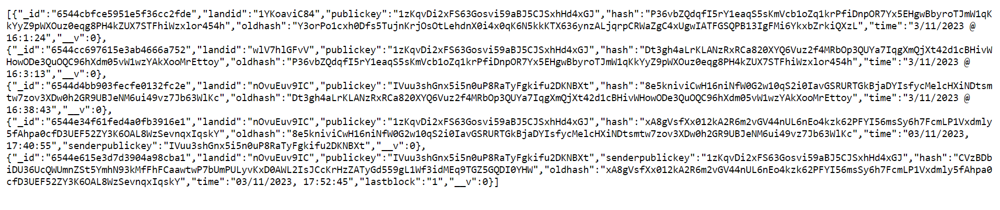 [{"_id":"6544cbfce5951e5f36cc2fde","landid":"1YKoaviC84","publickey":"1zKqvDi2xFS63Gosvi59aBJ5CJSxhHd4xGJ","hash":"P36vbZQdqfI5rY1eaqS5sKmVcb1oZq1krPfiDnpOR7Yx5EHgwBbyroTJmW1qK
kYyZ9pWXOuz0eqg8PH4kZUX7STFhiWzxlor454h","oldhash":"Y3orPo1cxh0Dfs5TujnKrjOsOtLehdnX0i4x0qK6N5kkKTX636ynzALjqrpCRWaZgC4xUgwIATFGSQPB13IgFMi6YkxbZrkiQXzL","time":"3/11/2023 @
16:1:24","__v":0},
{"_id":"6544cc697615e3ab4666a752","landid":"wlV7hlGFvV","publickey":"1zKqvDi2xFS63Gosvi59aBJ5CJSxhHd4xGJ","hash":"Dt3gh4aLrKLANzRxRCa820XYQ6Vuz2f4MRbOp3QUYa7IqgXmQjXt42d1cBHivW
HowODe3QuOQC96hXdm05vW1wzYAkXooMrEttoy","oldhash":"P36vbZQdqfI5rY1eaqS5sKmVcb1oZq1krPfiDnpOR7Yx5EHgwBbyroTJmW1qKkYyZ9pWXOuz0eqg8PH4kZUX7STFhiWzxlor454h","time":"3/11/2023 @
16:3:13","__v":0},
{"_id":"6544d4bb903fecfe0132fc2e","landid":"nOvuEuv9IC","publickey":"IVuu3shGnx5i5n0uP8RaTyFgkifu2DKNBXt","hash":"8e5kniviCwH16niNfW0G2w10qS2i0IavGSRURTGkBjaDYIsfycMelcHXiNDtsm
tw7zov3XDw0h2GR9UBJeNM6ui49vz7Jb63WlKc","oldhash":"Dt3gh4aLrKLANzRxRCa820XYQ6Vuz2f4MRbOp3QUYa7IqgXmQjXt42d1cBHivWHowODe3QuOQC96hXdm05vW1wzYAkXooMrEttoy","time":"3/11/2023 @
16:38:43","__v":0},
{"_id":"6544e34f61fed4a0fb3916e1","landid":"nOvuEuv9IC","publickey":"1zKqvDi2xFS63Gosvi59aBJ5CJSxhHd4xGJ","hash":"xA8gVsfXx012kA2R6m2vGV44nUL6nEo4kzk62PFYI56msSy6h7FcmLP1Vxdmly
5fAhpa0cfD3UEF52ZY3K6OAL8WzSevnqxIqskY","oldhash":"8e5kniviCwH16niNfW0G2w10qS2i0IavGSRURTGkBjaDYIsfycMelcHXiNDtsmtw7zov3XDw0h2GR9UBJeNM6ui49vz7Jb63WlKc","time":"03/11/2023,
17:40:55","senderpublickey":"IVuu3shGnx5i5n0uP8RaTyFgkifu2DKNBXt","__v":0},
{"_id":"6544e615e3d7d3904a98cba1","landid":"nOvuEuv9IC","publickey":"IVuu3shGnx5i5n0uP8RaTyFgkifu2DKNBXt","senderpublickey":"1zKqvDi2xFS63Gosvi59aBJ5CJSxhHd4xGJ","hash":"CVzBDb
iDU36UcQWUmnZSt5YmhN93kMfFhFCaawtwP7bUmPULyvKxD0AWL2IsJCcKrHzZATyGd559gL1Wf3idMEq9TGZ5GQDI0YHW","oldhash":"xA8gVsfXx012kA2R6m2vGV44nUL6nEo4kzk62PFYI56msSy6h7FcmLP1Vxdmly5fAhpa0
cfD3UEF52ZY3K6OAL8WzSevnqxIqskY","time":"03/11/2023, 17:52:45","lastblock":"1","__v":0}]